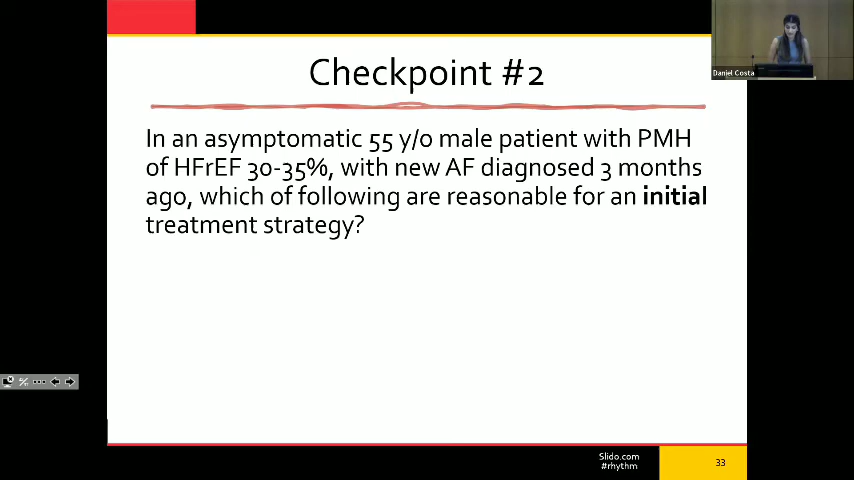 Checkpoint #2
Daniel Costa
In an asymptomatic 55 y/o male patient with PMH
of HFrEF 30-35%, with new AF diagnosed 3 months
ago, which of following are reasonable for an initial
treatment strategy?
Slido.com
#rhythm
33